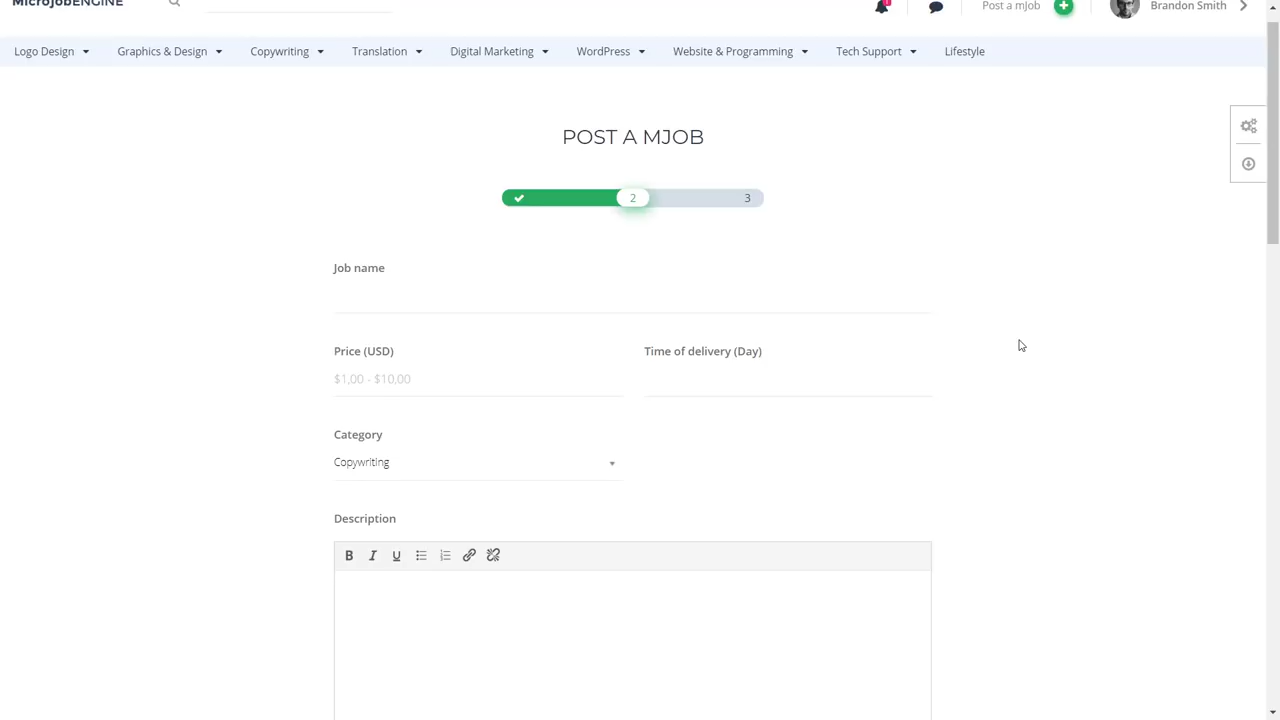 MicrojobENGINE
Post a mJob
Brandon Smith
Logo Design
Graphics & Design
Copywriting
Translation
Digital Marketing
WordPress
Website & Programming
Tech Support
Lifestyle
POST A MJOB
2
3
Job name
Price (USD)
Time of delivery (Day)
$1,00 - $10,00
Category
Copywriting
Description
B I U